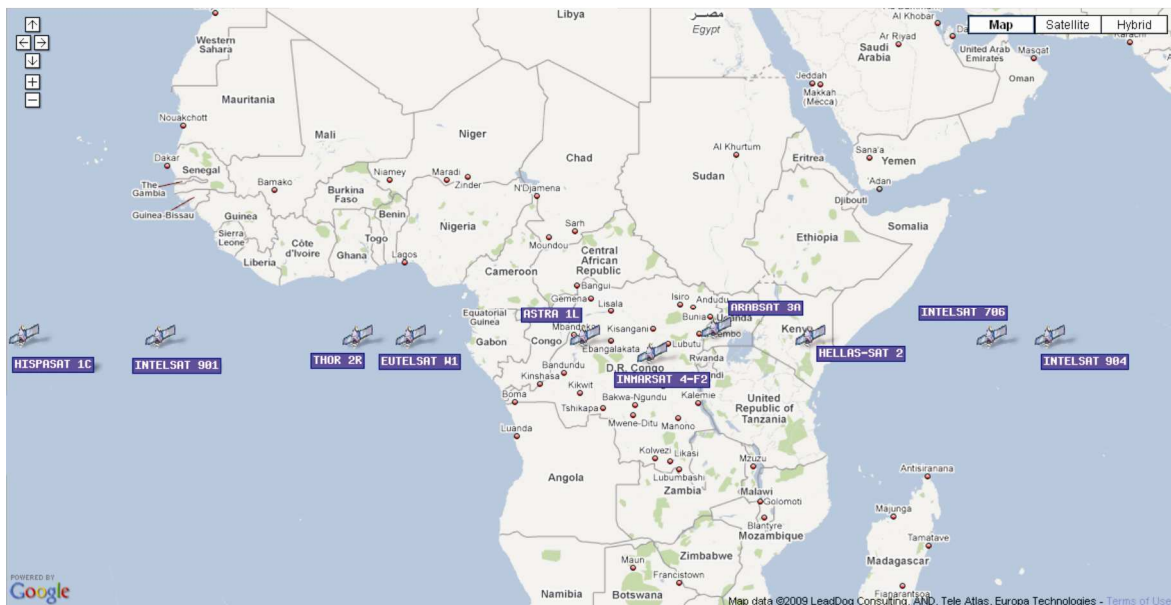 Libya
مصر
Egypt
Al Khobar
Map
Satellite
Hybrid
Western
Sahara
Ar Riyad
Saudi
Arabia
United Arab
Emirates
Masqat
Oman
Jeddah
Makkah
(Mecca)
Mauritania
Nouakchott
Mali
Niger
Chad
Al Khurtum
Sudan
Eritrea
Sana'a
Yemen
'Adan
Djibouti
Dakar
Senegal
The
Gambia
Guinea-Bissau
Bamako
Niamey
Maradi
Zinder
N'Djamena
Burkina
Faso
Benin
Guinea
Sierra
Leone
Liberia
Côte
d'Ivoire
Ghana
Togo
Lagos
Nigeria
Sarh
Moundou
Central
African
Republic
Cameroon
Bangui
Ethiopia
Somalia
Equatorial
Guinea
Gabon
Congo
Gemena
Lisala
Isiro
Andudu
Bunia
Uganda
Kenya
ASTRA 1L
ARABSAT 3A
INTELSAT 706
Mbandaka
Kisangani
Ebangalakata
Lubutu
Rwanda
HISPASAT 1C
INTELSAT 901
THOR 2R
EUTELSAT W1
HELLAS-SAT 2
INTELSAT 904
D.R. Congo
INMARSAT 4-F2
Bandundu
Kinshasa
Boma
Kikwit
Tshikapa
Bakwa-Ngundu
Mwene-Ditu
Manono
Kalemie
United
Republic of
Tanzania
Luanda
Angola
Kolwezi
Likasi
Lubumbashi
Zambia
Mzuzu
Malawi
Golomoti
Blantyre
Mozambique
Antisiranana
Majunga
Tamatave
Madagascar
Fianarantsoa
Zimbabwe
Maun
Francistown
Namibia
Botswana
POWERED BY
Google
Map data ©2009 LeadDog Consulting, AND, Tele Atlas, Europa Technologies - Terms of Use